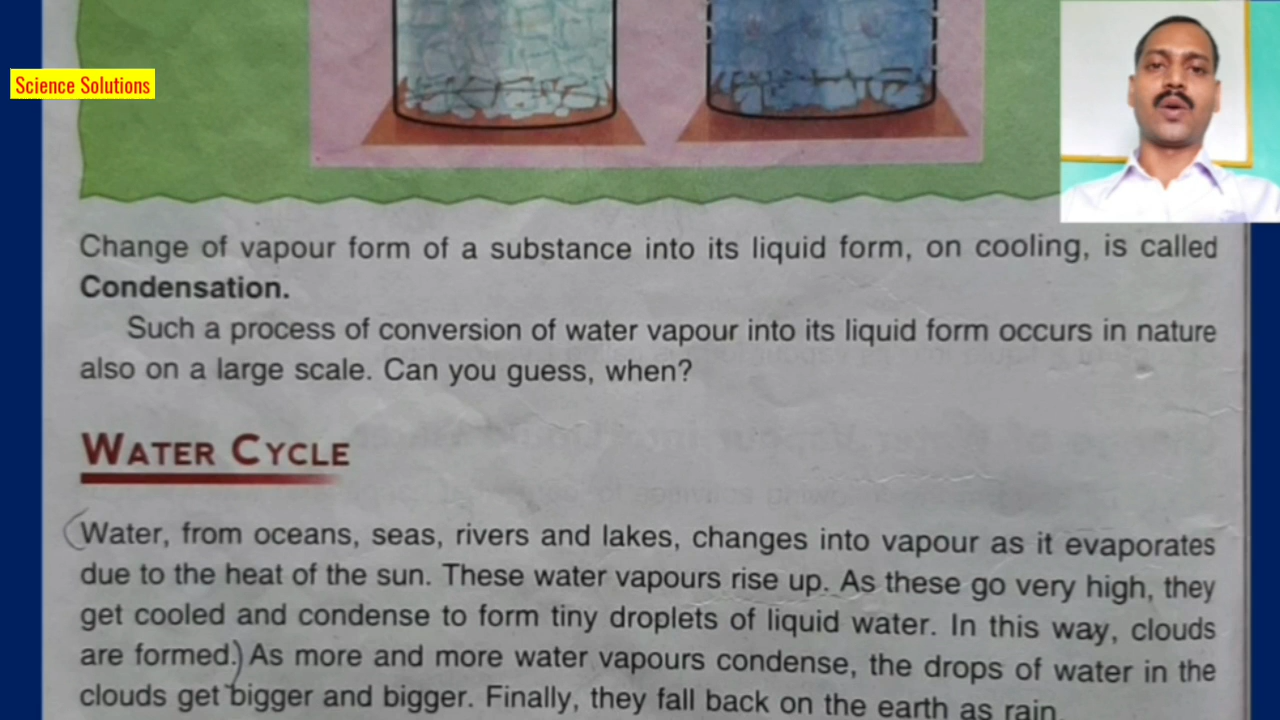 Science Solutions
Change of vapour form of a substance into its liquid form, on cooling, is called
Condensation.
Such a process of conversion of water vapour into its liquid form occurs in nature
also on a large scale. Can you guess, when?
WATER CYCLE
(Water, from oceans, seas, rivers and lakes, changes into vapour as it evaporates
due to the heat of the sun. These water vapours rise up. As these go very high, they
get cooled and condense to form tiny droplets of liquid water. In this way, clouds
are formed.) As more and more water vapours condense, the drops of water in the
clouds get bigger and bigger. Finally, they fall back on the earth as rain.